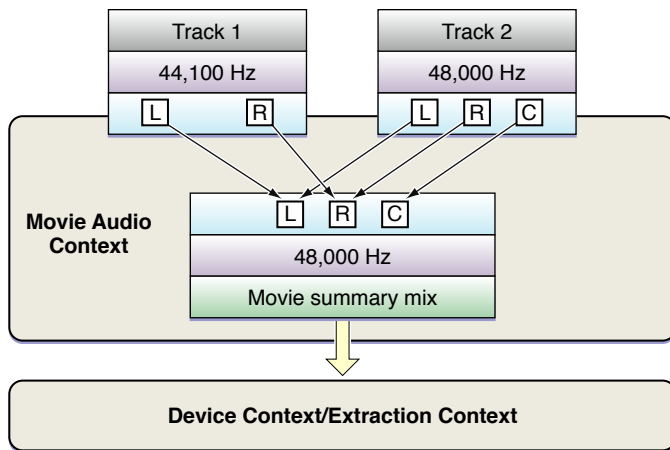 Track 1
Track 2
44,100 Hz
48,000 Hz
L R
L R C
L R C
Movie Audio
Context
48,000 Hz
Movie summary mix
Device Context/Extraction Context